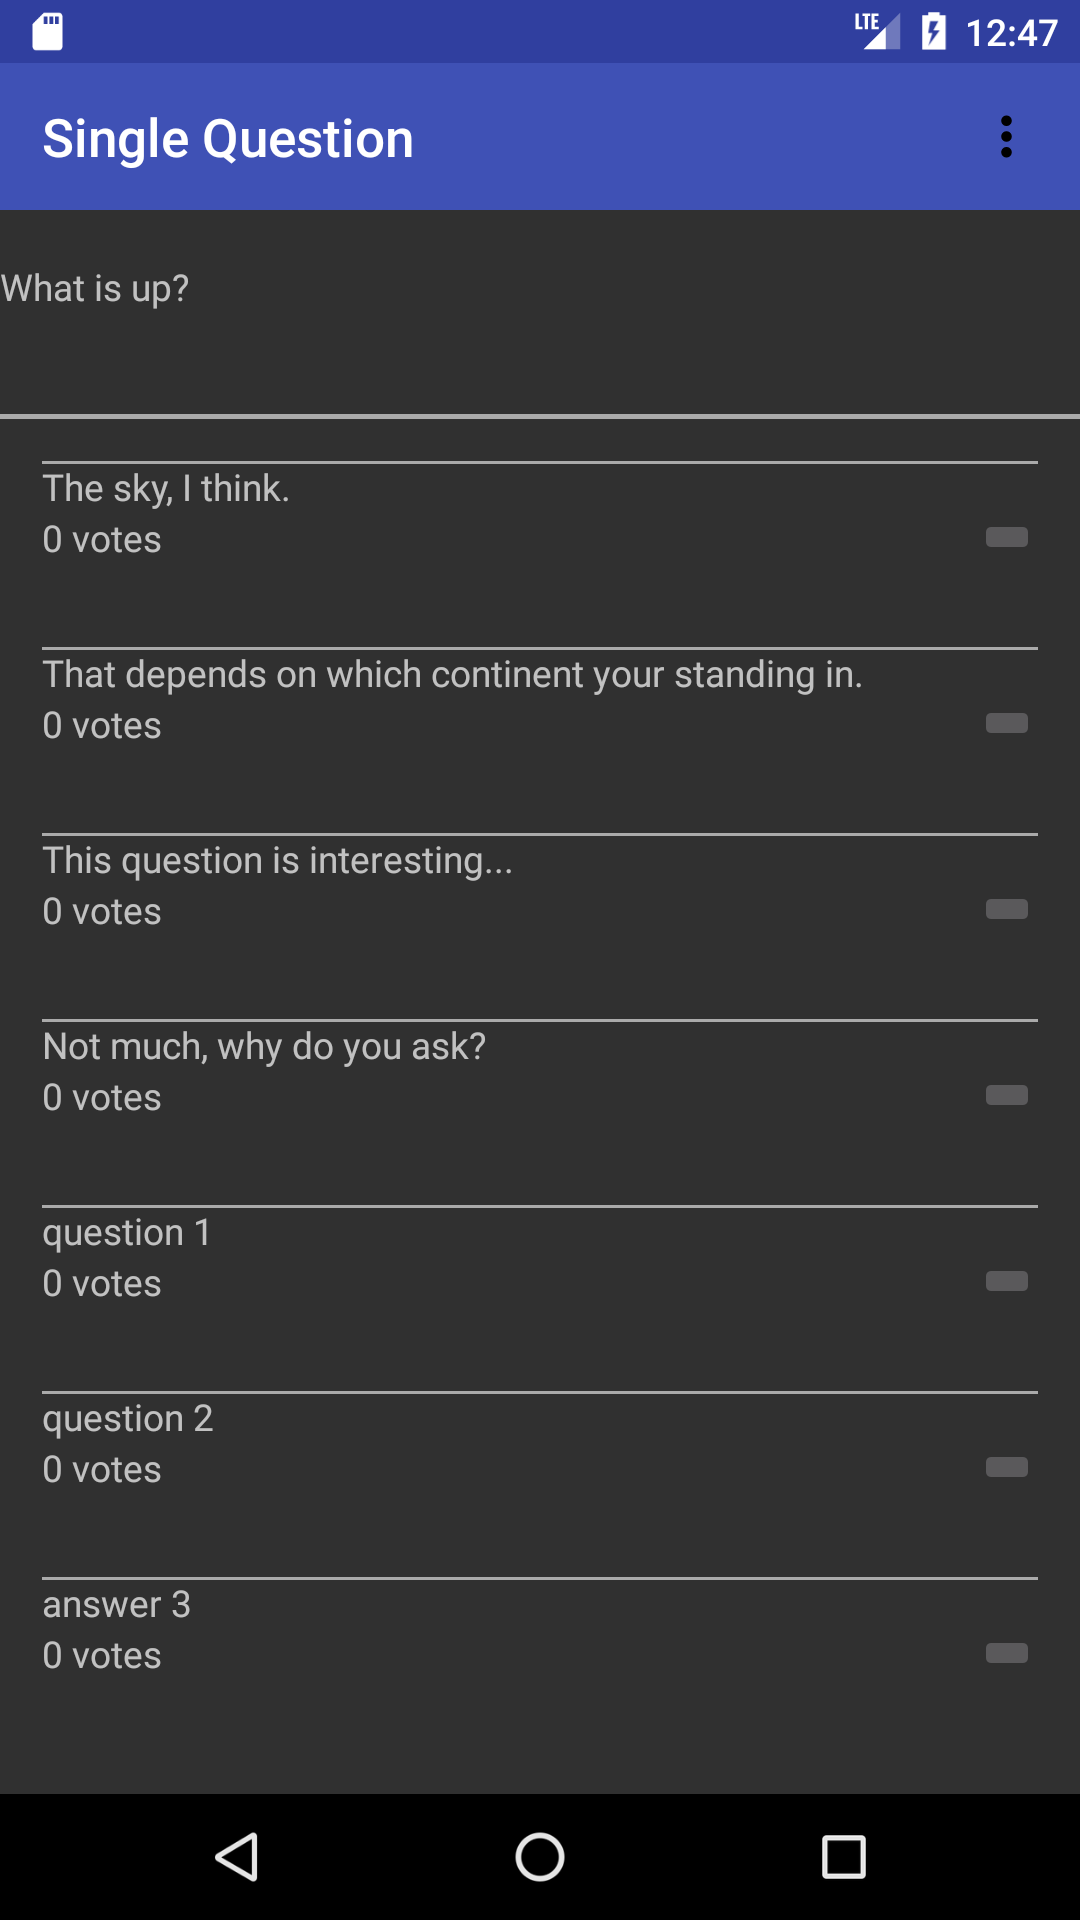 LTE 12:47
Single Question
What is up?
The sky, I think.
0 votes
That depends on which continent your standing in.
0 votes
This question is interesting...
0 votes
Not much, why do you ask?
0 votes
question 1
0 votes
question 2
0 votes
answer 3
0 votes